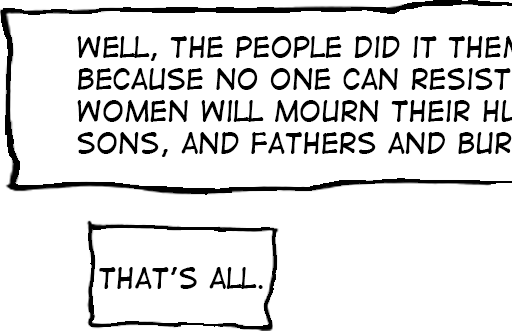 WELL, THE PEOPLE DID IT
BECAUSE NO ONE CAN RESIST
WOMEN WILL MOURN THEIR
SONS, AND FATHERS AND
THAT'S ALL.